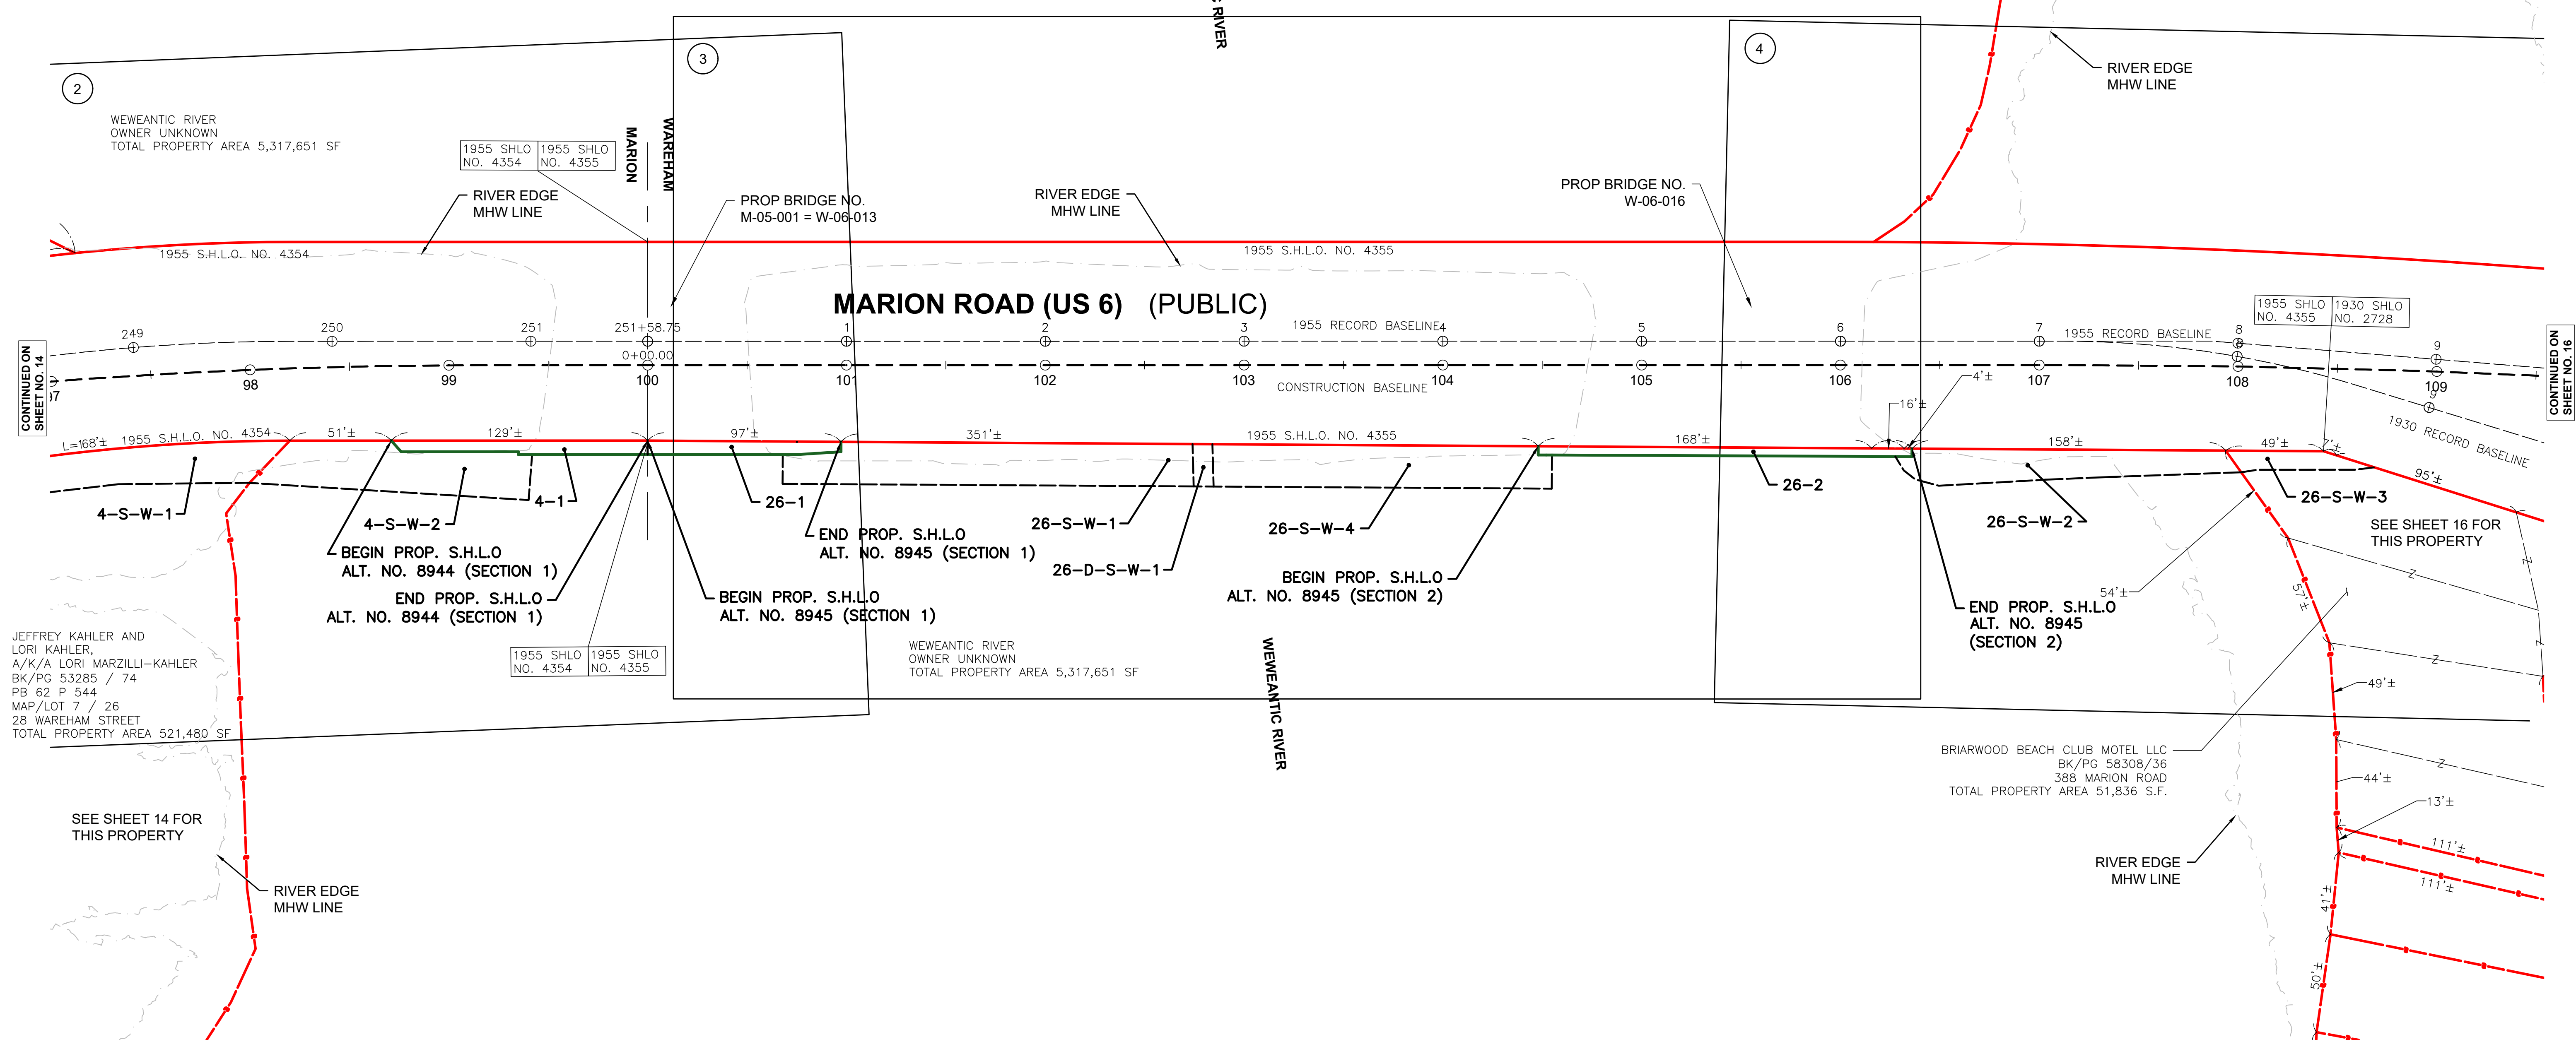 C RIVER
2
3
4
WEWEANTIC RIVER
OWNER UNKNOWN
TOTAL PROPERTY AREA 5,317,651 SF
1955 SHLO
NO. 4354
1955 SHLO
NO. 4355
MARION
WAREHAM
RIVER EDGE
MHW LINE
PROP BRIDGE NO.
M-05-001 = W-06-013
RIVER EDGE
MHW LINE
PROP BRIDGE NO.
W-06-016
RIVER EDGE
MHW LINE
1955 S.H.L.O. NO. 4354
1955 S.H.L.O. NO. 4355
MARION ROAD (US 6) (PUBLIC)
1955 SHLO
NO. 4355
1930 SHLO
NO. 2728
249
250
251
251+58.75
1
2
3
1955 RECORD BASELINE
4
5
6
7
1955 RECORD BASELINE
8
9
0+00.00
8
CONTINUED ON
SHEET NO. 14
97
98
99
100
101
102
103
CONSTRUCTION BASELINE
104
105
106
107
108
109
9
CONTINUED ON
SHEET NO. 16
4'±
16'±
1930 RECORD BASELINE
L=168'±
1955 S.H.L.O. NO. 4354
51'±
129'±
97'±
351'±
1955 S.H.L.O. NO. 4355
168'±
158'±
49'±
7'±
95'±
4-S-W-1
4-S-W-2
4-1
26-1
26-S-W-1
26-D-S-W-1
26-S-W-4
26-2
26-S-W-2
26-S-W-3
BEGIN PROP. S.H.L.O
ALT. NO. 8944 (SECTION 1)
END PROP. S.H.L.O
ALT. NO. 8944 (SECTION 1)
END PROP. S.H.L.O
ALT. NO. 8945 (SECTION 1)
BEGIN PROP. S.H.L.O
ALT. NO. 8945 (SECTION 1)
BEGIN PROP. S.H.L.O
ALT. NO. 8945 (SECTION 2)
END PROP. S.H.L.O
ALT. NO. 8945
(SECTION 2)
SEE SHEET 16 FOR
THIS PROPERTY
54'±
57'±
Z
Z
Z
Z
Z
49'±
44'±
13'±
111'±
111'±
41'±
50'±
1955 SHLO
NO. 4354
1955 SHLO
NO. 4355
WEWEANTIC RIVER
OWNER UNKNOWN
TOTAL PROPERTY AREA 5,317,651 SF
WEWEANTIC RIVER
JEFFREY KAHLER AND
LORI KAHLER,
A/K/A LORI MARZILLI-KAHLER
BK/PG 53285 / 74
PB 62 P 544
MAP/LOT 7 / 26
28 WAREHAM STREET
TOTAL PROPERTY AREA 521,480 SF
SEE SHEET 14 FOR
THIS PROPERTY
RIVER EDGE
MHW LINE
BRIARWOOD BEACH CLUB MOTEL LLC
BK/PG 58308/36
388 MARION ROAD
TOTAL PROPERTY AREA 51,836 S.F.
RIVER EDGE
MHW LINE